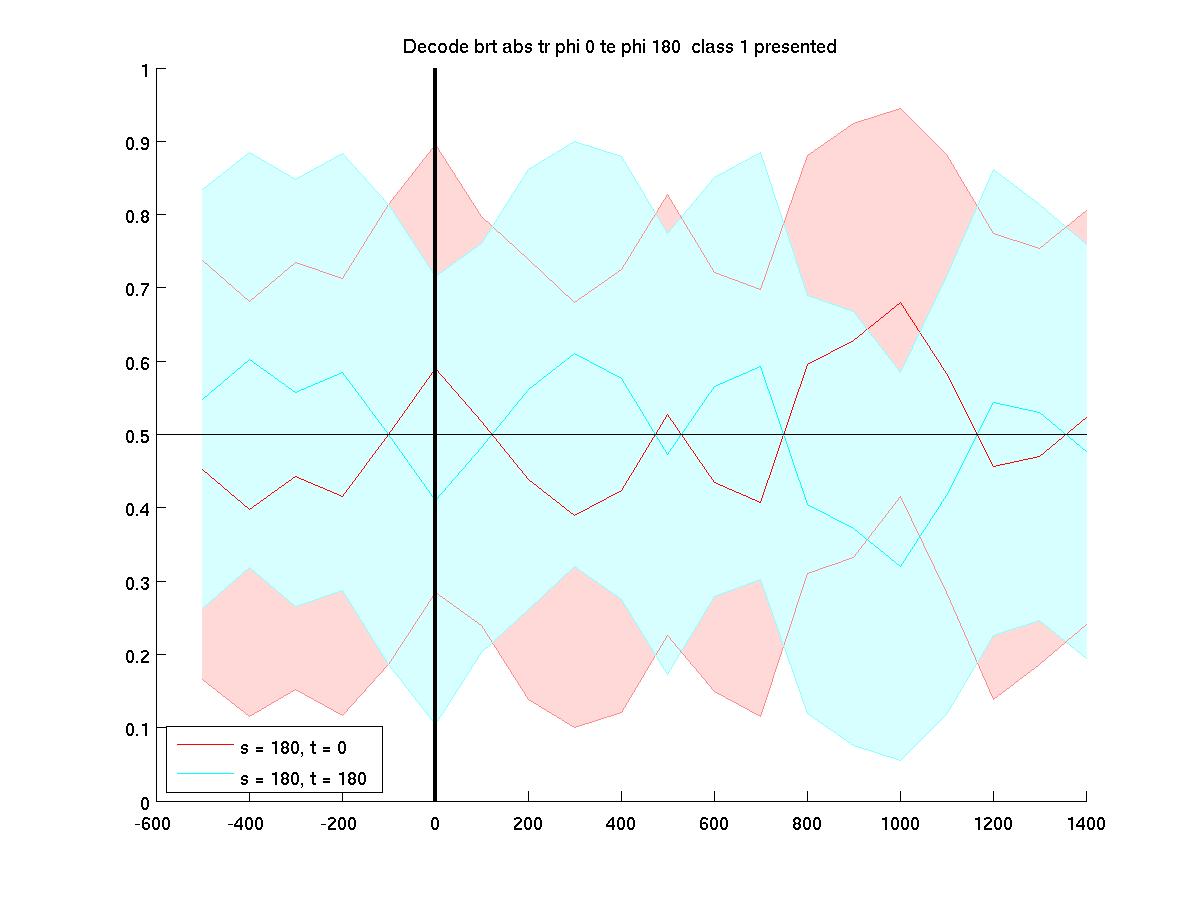 Decode brt abs tr phi 0 te phi 180  class 1 presented
1
0.9
0.8
0.7
0.6
0.5
0.4
0.3
0.2
0.1
0
s = 180, t = 0
s = 180, t = 180
-600 -400 -200 0 200 400 600 800 1000 1200 1400